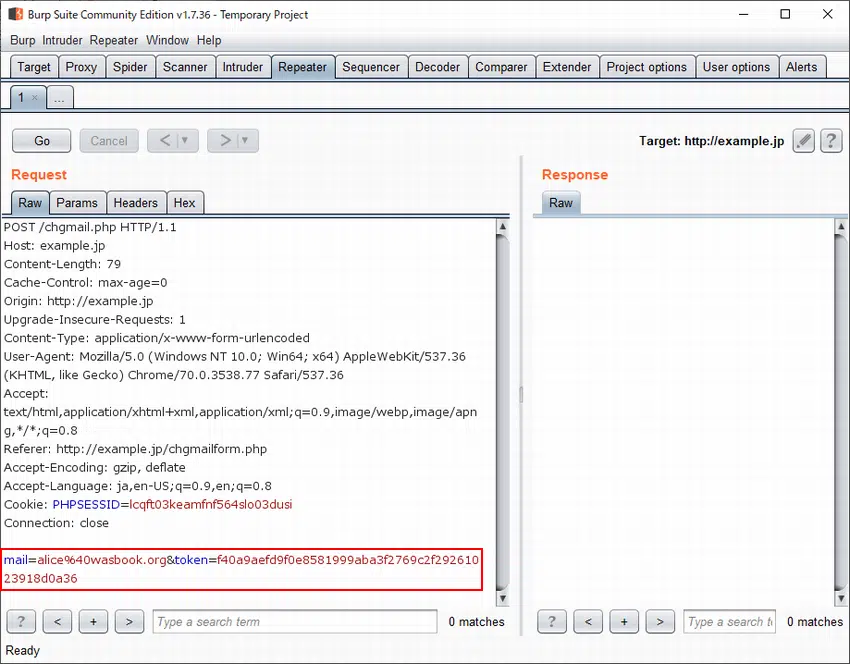 Burp Suite Community Edition v1.7.36 - Temporary Project
Burp Intruder Repeater Window Help
Target Proxy Spider Scanner Intruder Repeater Sequencer Decoder Comparer Extender Project options User options Alerts
1 × ...
Go Cancel < ▼ > ▼ Target: http://example.jp ?
Request
Raw Params Headers Hex
POST /chgmail.php HTTP/1.1
Host: example.jp
Content-Length: 79
Cache-Control: max-age=0
Origin: http://example.jp
Upgrade-Insecure-Requests: 1
Content-Type: application/x-www-form-urlencoded
User-Agent: Mozilla/5.0 (Windows NT 10.0; Win64; x64) AppleWebKit/537.36
(KHTML, like Gecko) Chrome/70.0.3538.77 Safari/537.36
Accept:
text/html,application/xhtml+xml,application/xml;q=0.9,image/webp,image/apn
g,*/*;q=0.8
Referer: http://example.jp/chgmailform.php
Accept-Encoding: gzip, deflate
Accept-Language: ja,en-US;q=0.9,en;q=0.8
Cookie: PHPSESSID=lcqft03keamfnf564slo03dusi
Connection: close
mail=alice%40wasbook.org&token=f40a9aefd9f0e8581999aba3f2769c2f292610
23918d0a36
? < + > Type a search term 0 matches
Response
Raw
? < + > Type a search t 0 matches
Ready